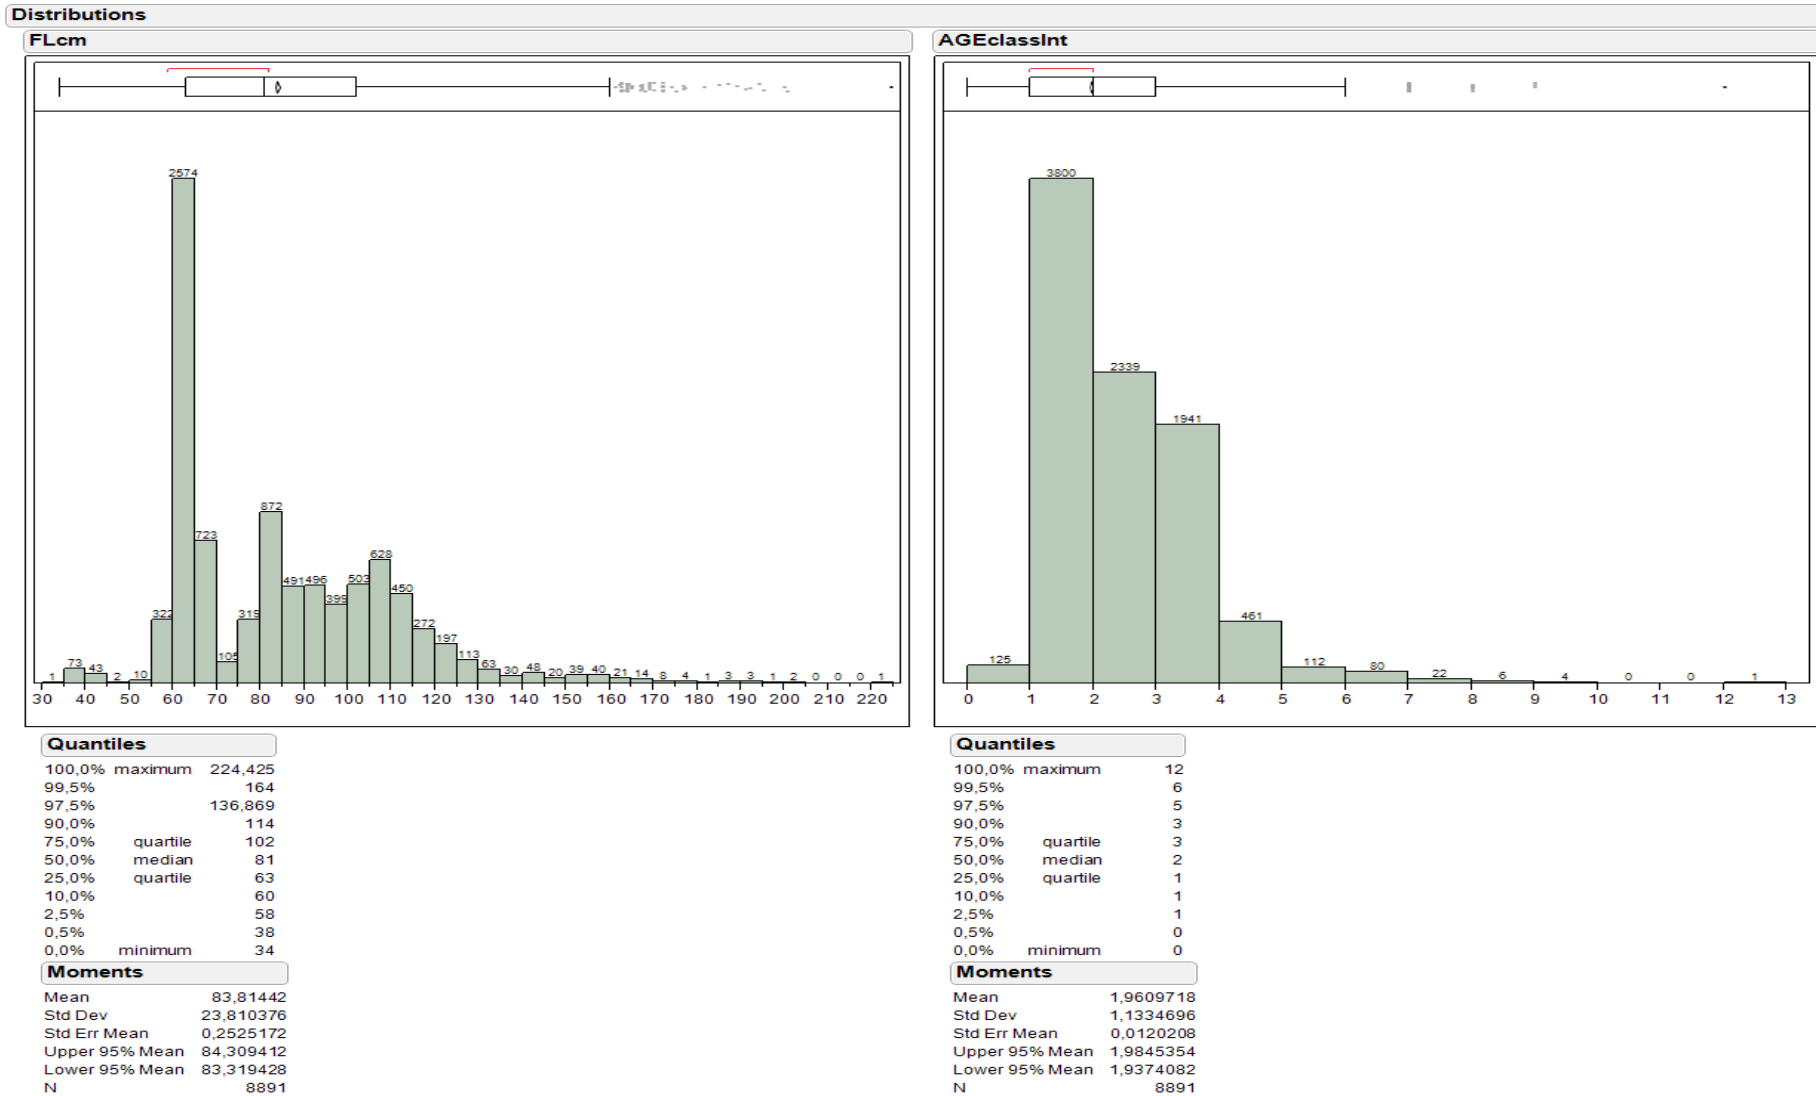 Distributions
FLcm
2574
872
723
628
491 496 503
450
399
322 319
272
197
105 113
1 73 43 2 10 63 30 48 20 39 40 21 14 8 4 1 3 3 1 2 0 0 0 1
30 40 50 60 70 80 90 100 110 120 130 140 150 160 170 180 190 200 210 220
Quantiles
100,0% maximum 224,425
99,5% 164
97,5% 136,869
90,0% 114
75,0% quartile 102
50,0% median 81
25,0% quartile 63
10,0% 60
2,5% 58
0,5% 38
0,0% minimum 34
Moments
Mean 83,81442
Std Dev 23,810376
Std Err Mean 0,2525172
Upper 95% Mean 84,309412
Lower 95% Mean 83,319428
N 8891
AGEclassInt
3800
2339
1941
461
125 112 80 22 6 4 0 0 1
0 1 2 3 4 5 6 7 8 9 10 11 12 13
Quantiles
100,0% maximum 12
99,5% 6
97,5% 5
90,0% 3
75,0% quartile 3
50,0% median 2
25,0% quartile 1
10,0% 1
2,5% 1
0,5% 0
0,0% minimum 0
Moments
Mean 1,9609718
Std Dev 1,1334696
Std Err Mean 0,0120208
Upper 95% Mean 1,9845354
Lower 95% Mean 1,9374082
N 8891